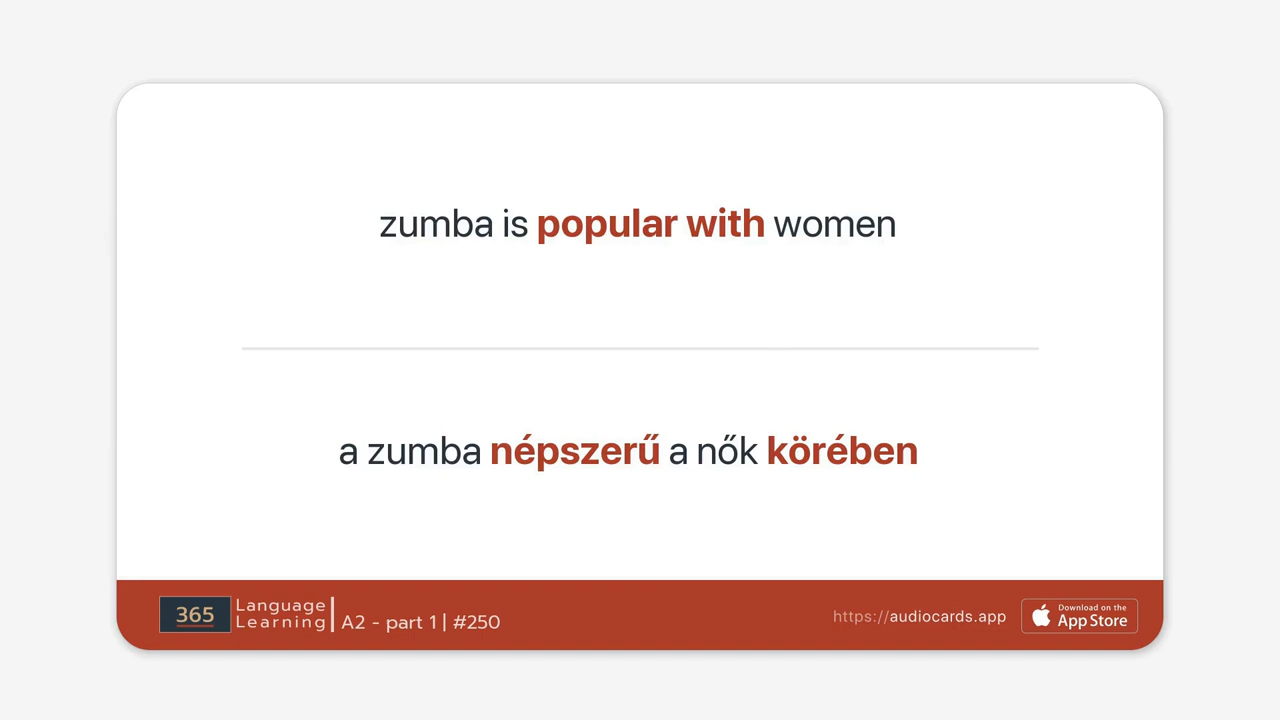 zumba is popular with women
a zumba népszerű a nők körében
365
Language
Learning
A2 - part 1 | #250
https://audiocards.app
Download on the
App Store